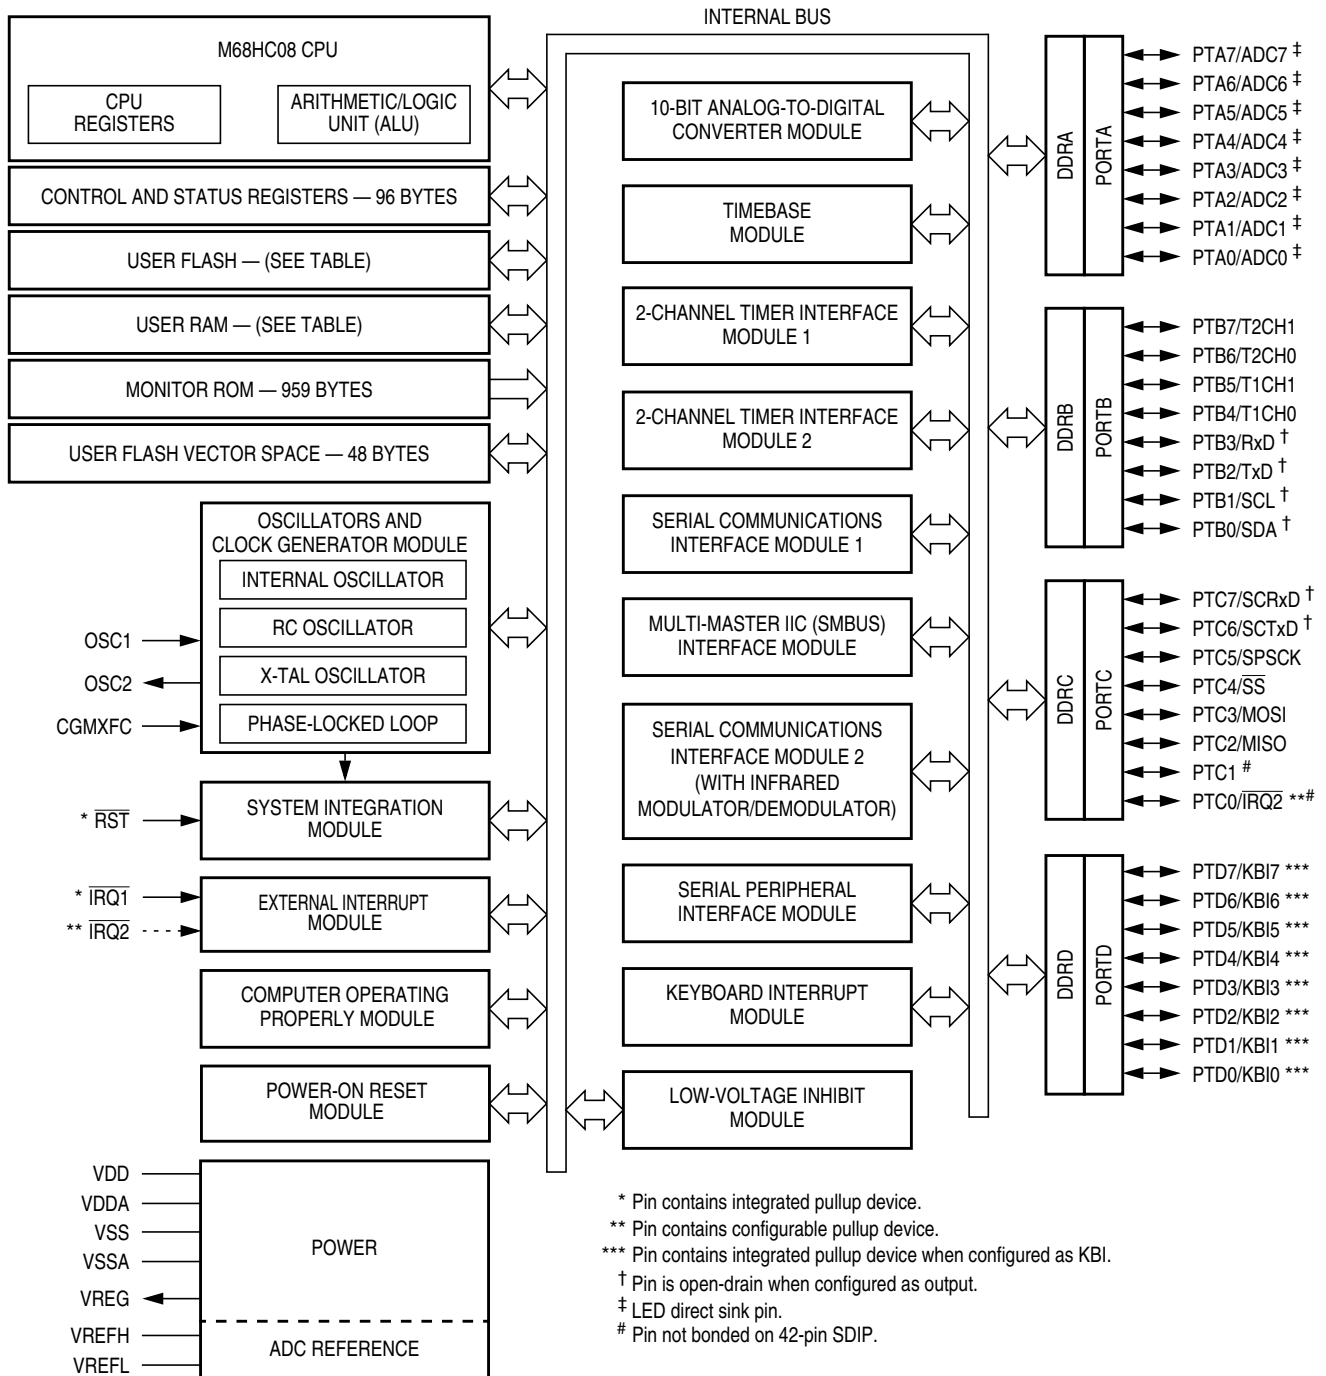 INTERNAL BUS
M68HC08 CPU
CPU
REGISTERS
ARITHMETIC/LOGIC
UNIT (ALU)
CONTROL AND STATUS REGISTERS — 96 BYTES
USER FLASH — (SEE TABLE)
USER RAM — (SEE TABLE)
MONITOR ROM — 959 BYTES
USER FLASH VECTOR SPACE — 48 BYTES
OSCILLATORS AND
CLOCK GENERATOR MODULE
INTERNAL OSCILLATOR
RC OSCILLATOR
X-TAL OSCILLATOR
PHASE-LOCKED LOOP
OSC1
OSC2
CGMXFC
SYSTEM INTEGRATION
MODULE
* RST
EXTERNAL INTERRUPT
MODULE
* IRQ1
** IRQ2
COMPUTER OPERATING
PROPERLY MODULE
POWER-ON RESET
MODULE
VDD
VDDA
VSS
VSSA
VREG
VREFH
VREFL
POWER
ADC REFERENCE
10-BIT ANALOG-TO-DIGITAL
CONVERTER MODULE
TIMEBASE
MODULE
2-CHANNEL TIMER INTERFACE
MODULE 1
2-CHANNEL TIMER INTERFACE
MODULE 2
SERIAL COMMUNICATIONS
INTERFACE MODULE 1
MULTI-MASTER IIC (SMBUS)
INTERFACE MODULE
SERIAL COMMUNICATIONS
INTERFACE MODULE 2
(WITH INFRARED
MODULATOR/DEMODULATOR)
SERIAL PERIPHERAL
INTERFACE MODULE
KEYBOARD INTERRUPT
MODULE
LOW-VOLTAGE INHIBIT
MODULE
DDRA
PORTA
PTA7/ADC7 ‡
PTA6/ADC6 ‡
PTA5/ADC5 ‡
PTA4/ADC4 ‡
PTA3/ADC3 ‡
PTA2/ADC2 ‡
PTA1/ADC1 ‡
PTA0/ADC0 ‡
DDRB
PORTB
PTB7/T2CH1
PTB6/T2CH0
PTB5/T1CH1
PTB4/T1CH0
PTB3/RxD †
PTB2/TxD †
PTB1/SCL †
PTB0/SDA †
DDRC
PORTC
PTC7/SCRxD †
PTC6/SCTxD †
PTC5/SPSCK
PTC4/SS
PTC3/MOSI
PTC2/MISO
PTC1 #
PTC0/IRQ2 **#
DDRD
PORTD
PTD7/KBI7 ***
PTD6/KBI6 ***
PTD5/KBI5 ***
PTD4/KBI4 ***
PTD3/KBI3 ***
PTD2/KBI2 ***
PTD1/KBI1 ***
PTD0/KBI0 ***
* Pin contains integrated pullup device.
** Pin contains configurable pullup device.
*** Pin contains integrated pullup device when configured as KBI.
† Pin is open-drain when configured as output.
‡ LED direct sink pin.
# Pin not bonded on 42-pin SDIP.